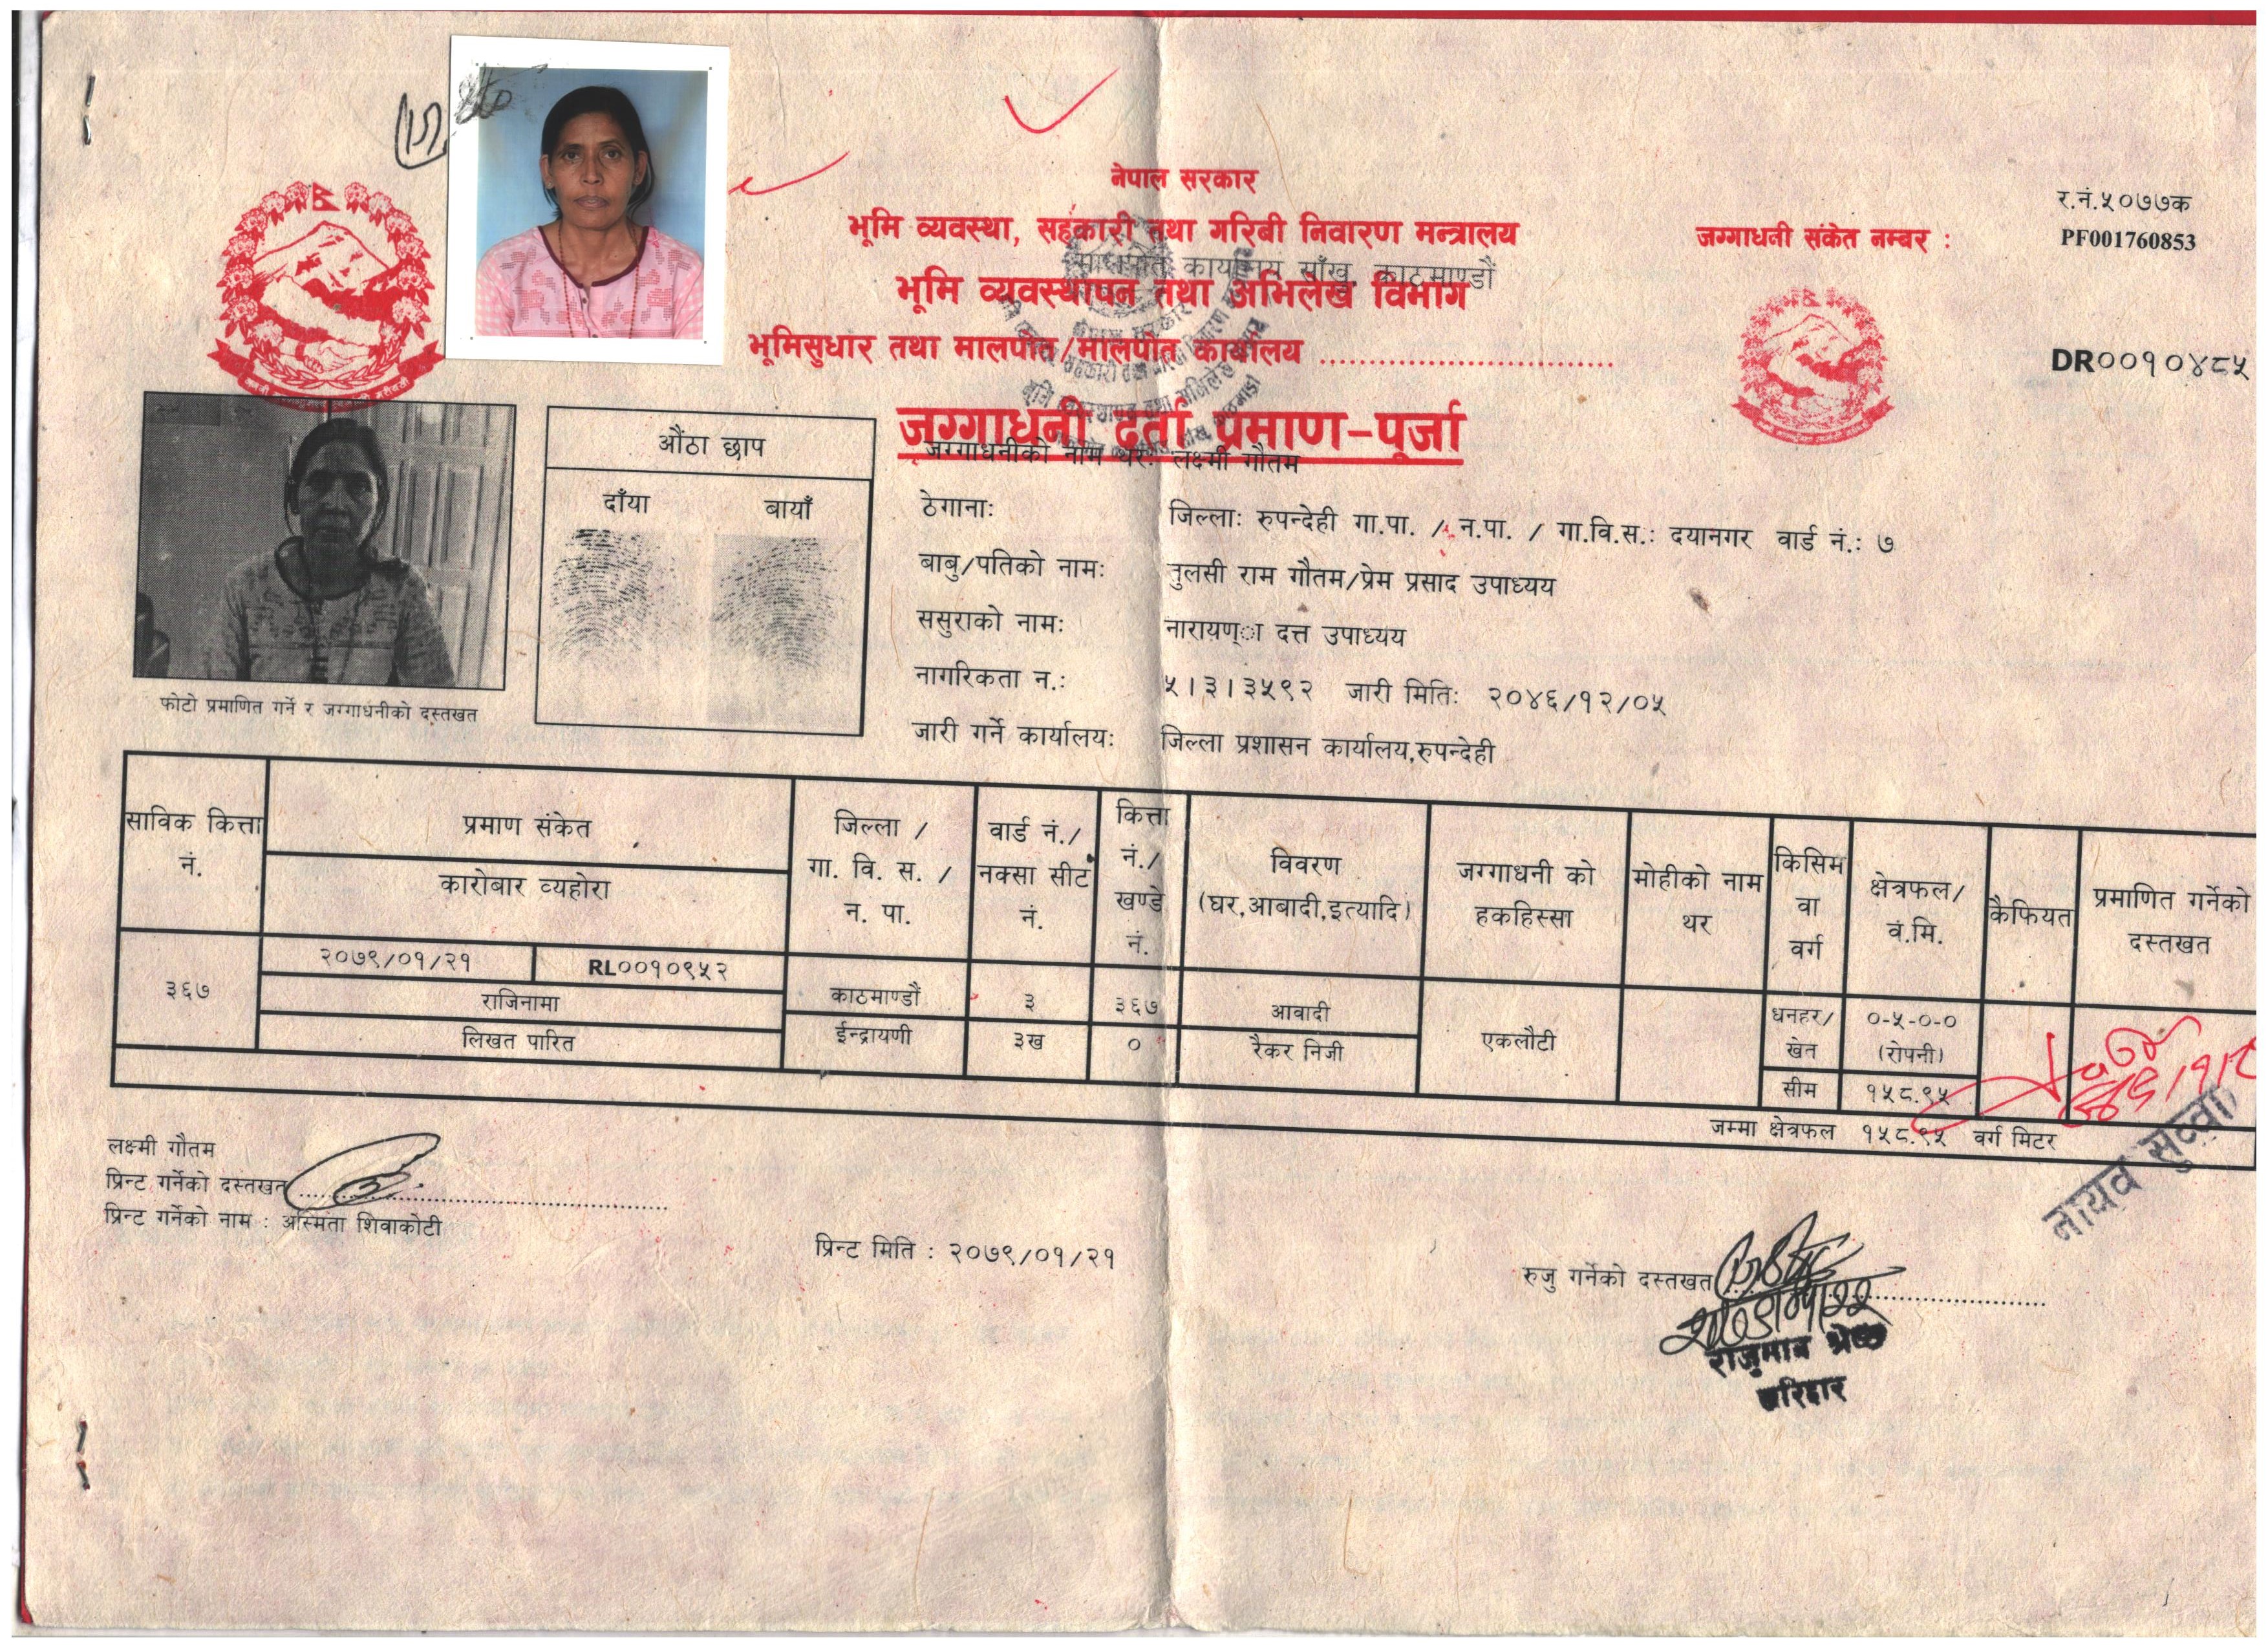 नेपाल सरकार
भूमि व्यवस्था, सहकारी तथा गरिबी निवारण मन्त्रालय
मालपोत कार्यालय साँखु, काठमाण्डौं
भूमि व्यवस्थापन तथा अभिलेख विभाग
भूमिसुधार तथा मालपोत/मालपोत कार्यालय ..............................
जग्गाधनी दर्ता प्रमाण-पूर्जा
जग्गाधनी संकेत नम्बर :
र.नं.५०७७क
PF001760853
DR००१०४८५
औंठा छाप
दाँया बायाँ
फोटो प्रमाणित गर्ने र जग्गाधनीको दस्तखत
जग्गाधनीको नाम थर: लक्ष्मी गौतम
ठेगाना: जिल्ला: रुपन्देही गा.पा. / न.पा. / गा.वि.स.: दयानगर वार्ड नं.: ७
बाबु/पतिको नाम: तुलसी राम गौतम/प्रेम प्रसाद उपाध्यय
ससुराको नाम: नारायण्ा दत्त उपाध्यय
नागरिकता न.: ५।३।३५९२ जारी मिति: २०४६/१२/०५
जारी गर्ने कार्यालय: जिल्ला प्रशासन कार्यालय,रुपन्देही
साविक कित्ता नं.
प्रमाण संकेत
कारोबार व्यहोरा
जिल्ला / गा. वि. स. / न. पा.
वार्ड नं./ नक्सा सीट नं.
कित्ता नं./ खण्डे नं.
विवरण (घर,आबादी,इत्यादि)
जग्गाधनी को हकहिस्सा
मोहीको नाम थर
किसिम वा वर्ग
क्षेत्रफल/ वं.मि.
कैफियत
प्रमाणित गर्नेको दस्तखत
३६७ २०७९/०१/२१ RL००१०९५२ काठमाण्डौं ३ ३६७ आवादी एकलौटी धनहर/ खेत ०-५-०-० (रोपनी)
राजिनामा
लिखत पारित ईन्द्रायणी ३ख ० रैकर निजी
सीम १५८.९५
जम्मा क्षेत्रफल १५८.९५ वर्ग मिटर
नायव सुब्बा
लक्ष्मी गौतम
प्रिन्ट गर्नेको दस्तखत
प्रिन्ट गर्नेको नाम : अस्मिता शिवाकोटी
प्रिन्ट मिति : २०७९/०१/२१
रुजु गर्नेको दस्तखत
खरिदार